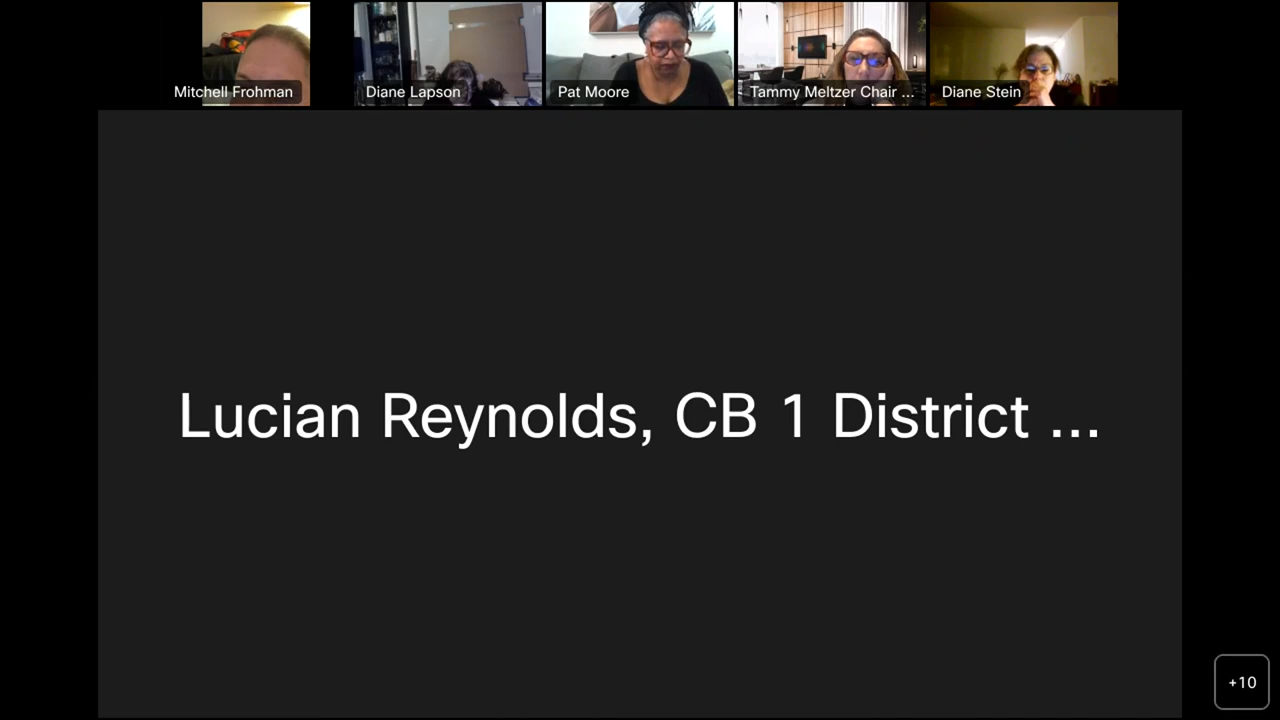 Mitchell Frohman
Diane Lapson
Pat Moore
Tammy Meltzer Chair ...
Diane Stein
Lucian Reynolds, CB 1 District ...
+10